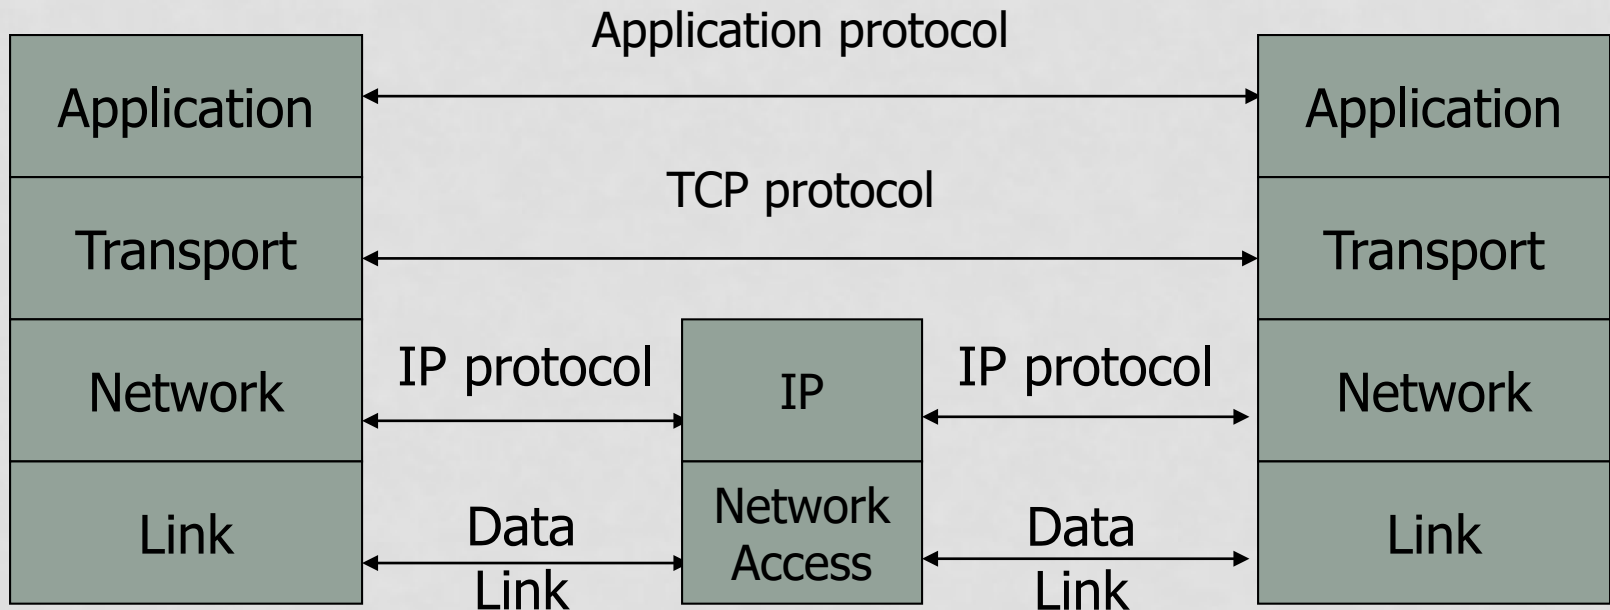 Application protocol
Application
Application
TCP protocol
Transport
Transport
IP protocol
IP protocol
Network
IP
Network
Link
Data
Link
Network
Access
Data
Link
Link